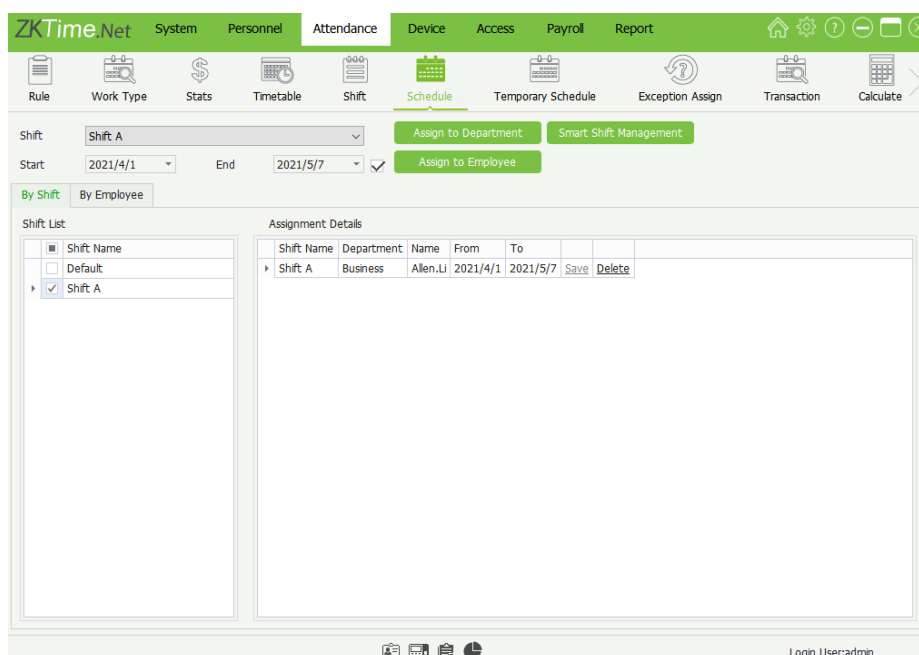 ZKTime.Net System Personnel Attendance Device Access Payroll Report
Rule Work Type Stats Timetable Shift Schedule Temporary Schedule Exception Assign Transaction Calculate
Shift Shift A Assign to Department Smart Shift Management
Start 2021/4/1 End 2021/5/7 Assign to Employee
By Shift By Employee
Shift List Assignment Details
Shift Name Shift Name Department Name From To
Default Shift A Business Allen.Li 2021/4/1 2021/5/7 Save Delete
Shift A
Login User:admin